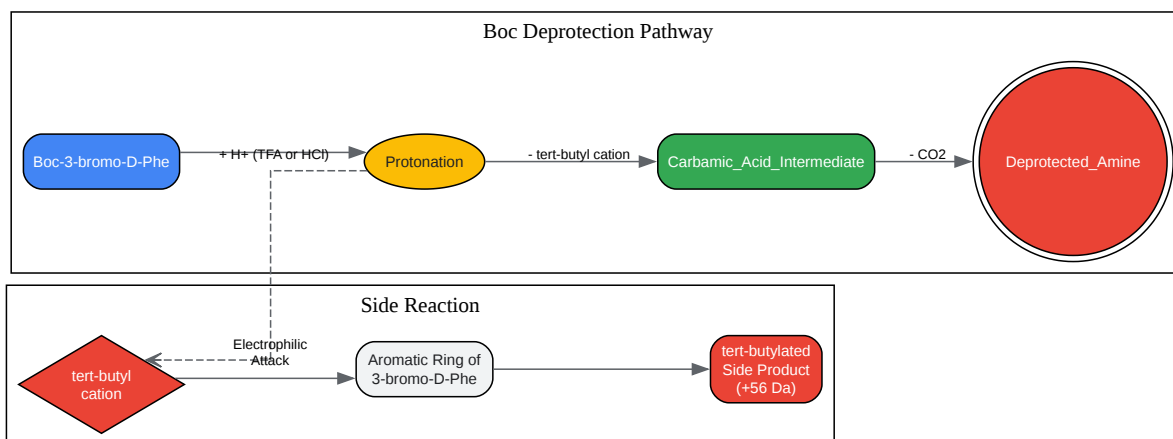 Boc Deprotection Pathway
Boc-3-bromo-D-Phe
+ H+ (TFA or HCl)
Protonation
- tert-butyl cation
Carbamic_Acid_Intermediate
- CO2
Deprotected_Amine
Side Reaction
tert-butyl
cation
Electrophilic
Attack
Aromatic Ring of
3-bromo-D-Phe
tert-butylated
Side Product
(+56 Da)